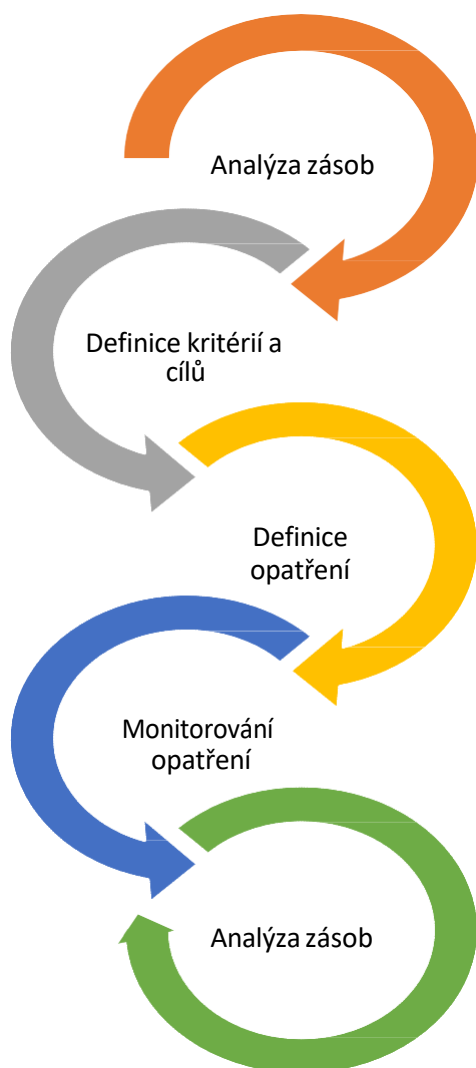 Analýza zásob
Definice kritérií a
cílů
Definice
opatření
Monitorování
opatření
Analýza zásob